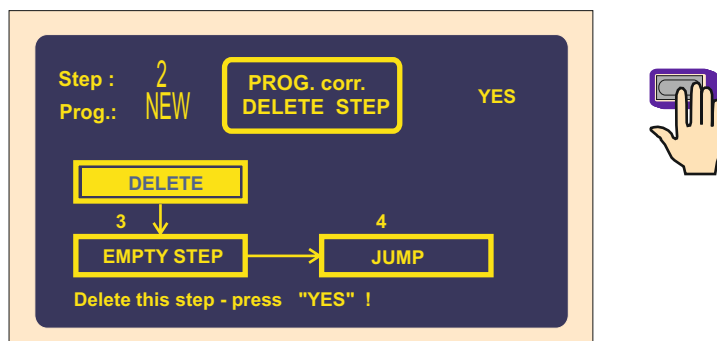 Step : 2
Prog.: NEW
PROG. corr.
DELETE STEP
YES
DELETE
3
4
EMPTY STEP
JUMP
Delete this step - press "YES" !